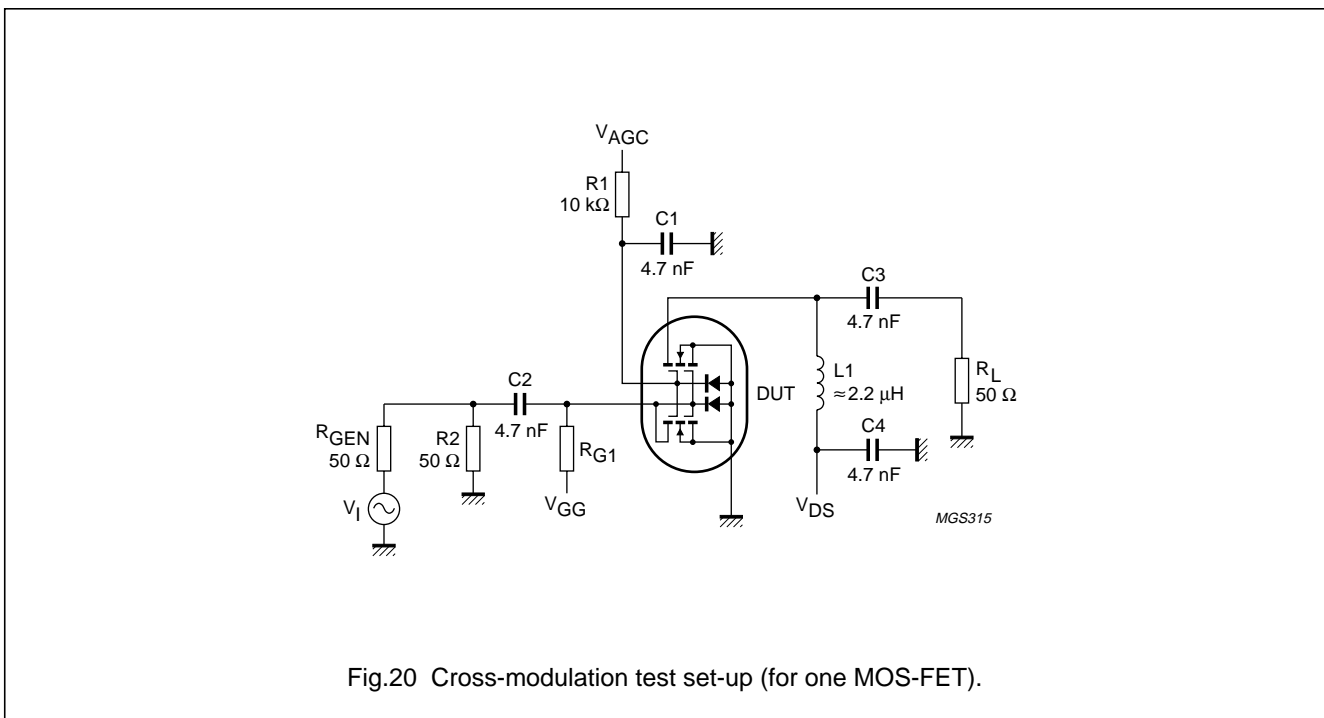 VAGC
R1
10 kΩ
C1
4.7 nF
C3
4.7 nF
L1
≈2.2 μH
RL
50 Ω
DUT
C2
4.7 nF
RGEN
50 Ω
R2
50 Ω
RG1
C4
4.7 nF
VI
VGG
VDS
MGS315
Fig.20 Cross-modulation test set-up (for one MOS-FET).